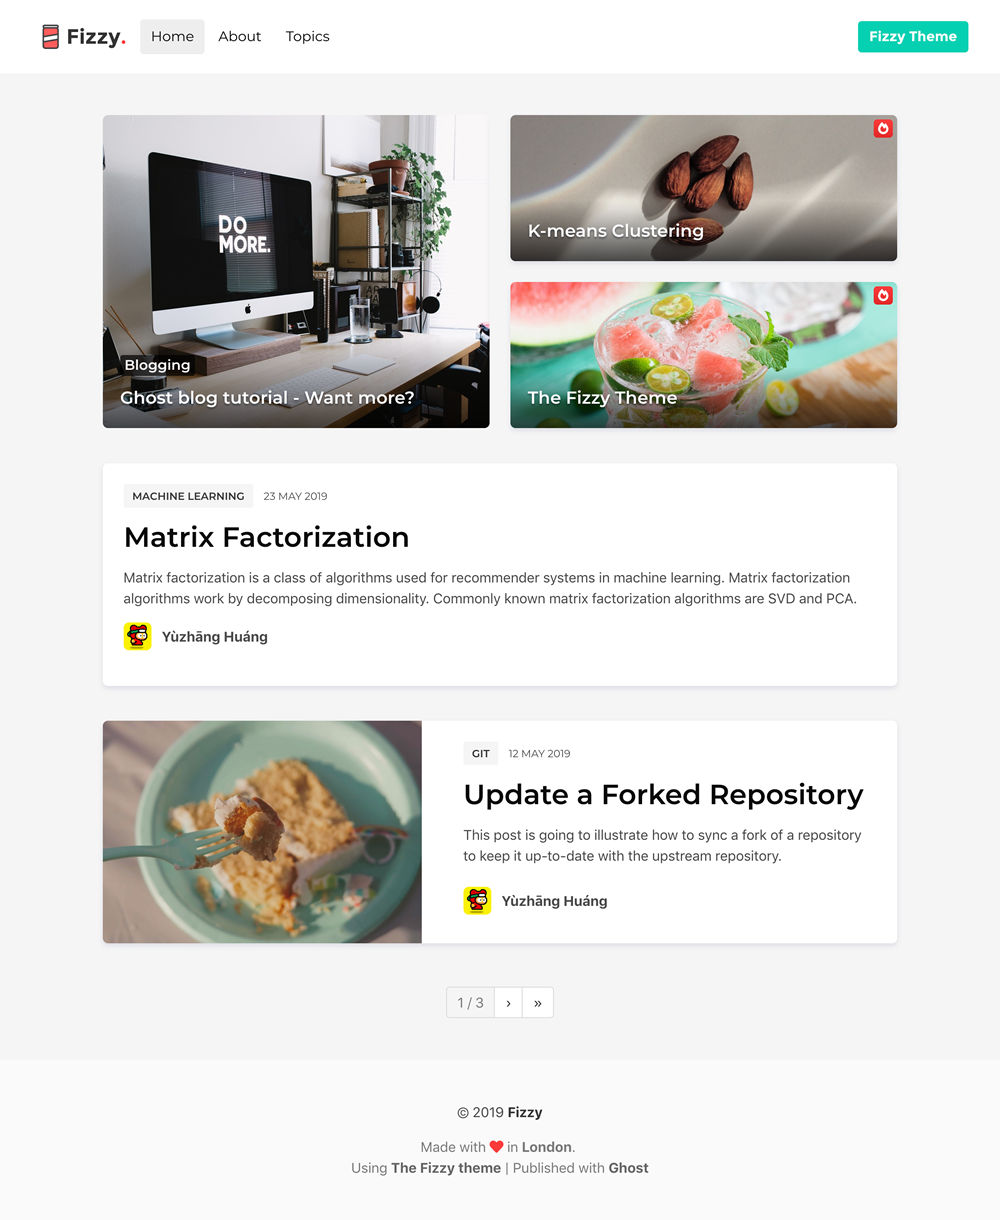 Fizzy.
Home
About
Topics
Fizzy Theme
DO
MORE.
Blogging
Ghost blog tutorial - Want more?
K-means Clustering
The Fizzy Theme
MACHINE LEARNING 23 MAY 2019
Matrix Factorization
Matrix factorization is a class of algorithms used for recommender systems in machine learning. Matrix factorization
algorithms work by decomposing dimensionality. Commonly known matrix factorization algorithms are SVD and PCA.
Yùzhāng Huáng
GIT 12 MAY 2019
Update a Forked Repository
This post is going to illustrate how to sync a fork of a repository
to keep it up-to-date with the upstream repository.
Yùzhāng Huáng
1 / 3 › »
© 2019 Fizzy
Made with ❤ in London.
Using The Fizzy theme | Published with Ghost